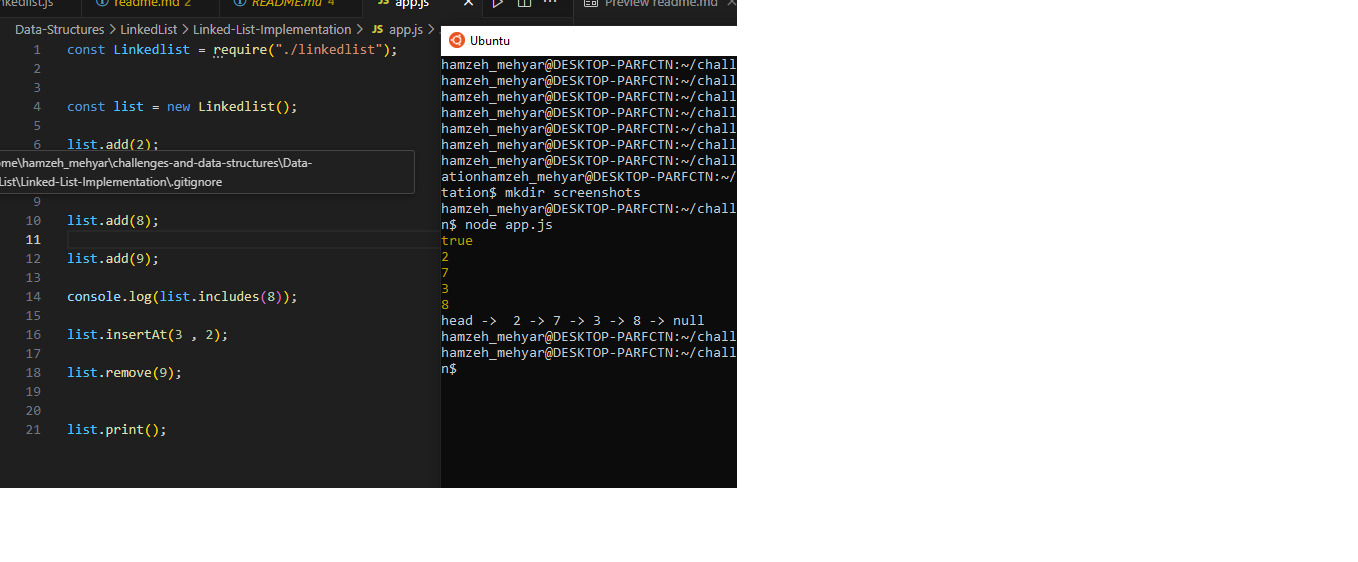 nkedlist.js readme.md 2 README.md 4 JS app.js Preview readme.md
Data-Structures > LinkedList > Linked-List-Implementation > JS app.js >
1 const Linkedlist = require("./linkedlist");
2
3
4 const list = new Linkedlist();
5
6 list.add(2);
ome\hamzeh_mehyar\challenges-and-data-structures\Data-
List\Linked-List-Implementation\.gitignore
9
10 list.add(8);
11
12 list.add(9);
13
14 console.log(list.includes(8));
15
16 list.insertAt(3 , 2);
17
18 list.remove(9);
19
20
21 list.print();
Ubuntu
hamzeh_mehyar@DESKTOP-PARFCTN:~/chall
hamzeh_mehyar@DESKTOP-PARFCTN:~/chall
hamzeh_mehyar@DESKTOP-PARFCTN:~/chall
hamzeh_mehyar@DESKTOP-PARFCTN:~/chall
hamzeh_mehyar@DESKTOP-PARFCTN:~/chall
hamzeh_mehyar@DESKTOP-PARFCTN:~/chall
hamzeh_mehyar@DESKTOP-PARFCTN:~/chall
ationhamzeh_mehyar@DESKTOP-PARFCTN:~/
tation$ mkdir screenshots
hamzeh_mehyar@DESKTOP-PARFCTN:~/chall
n$ node app.js
true
2
7
3
8
head ->  2 -> 7 -> 3 -> 8 -> null
hamzeh_mehyar@DESKTOP-PARFCTN:~/chall
hamzeh_mehyar@DESKTOP-PARFCTN:~/chall
n$